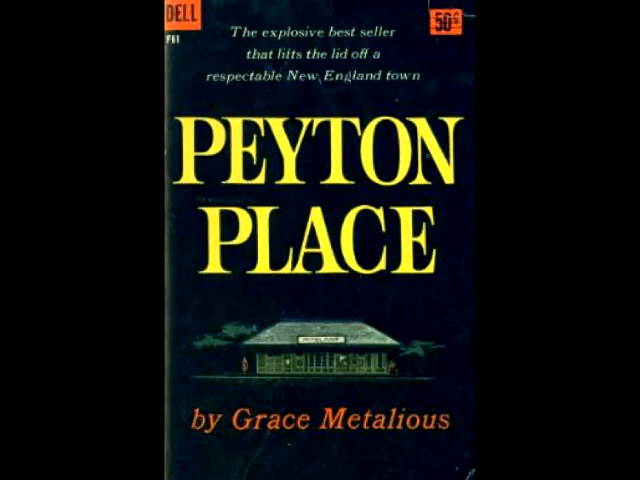 DELL
F61
50¢
The explosive best seller
that lifts the lid off a
respectable New England town
PEYTON
PLACE
by Grace Metalious